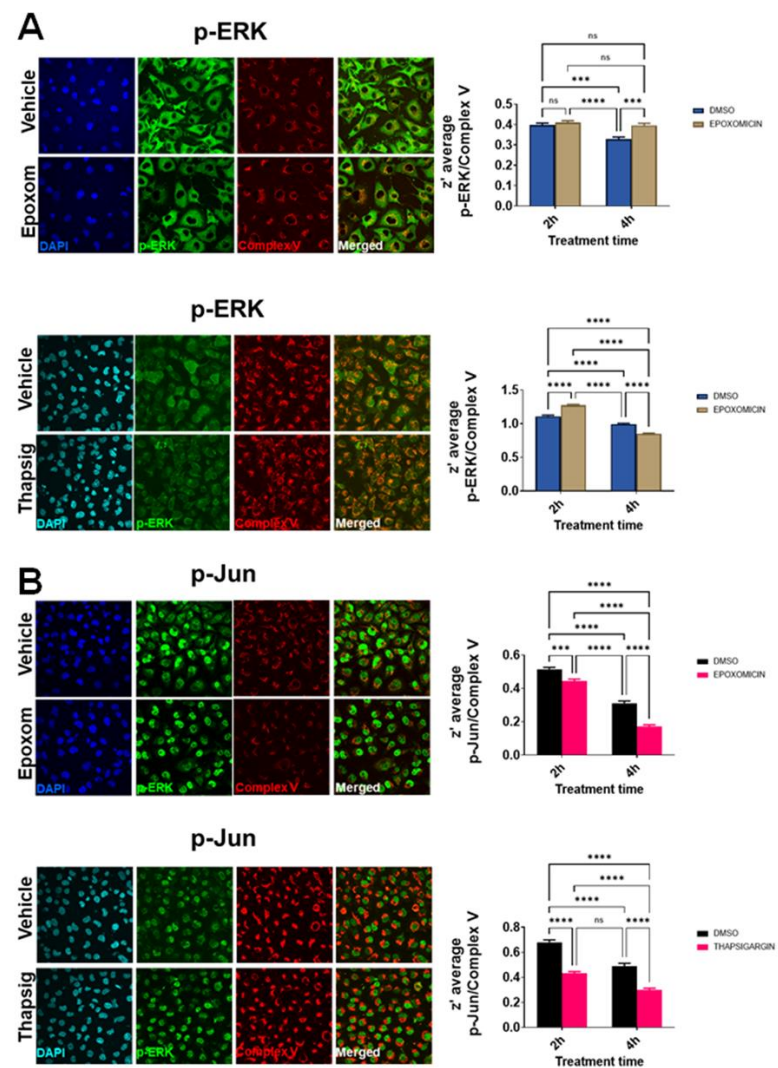 A
p-ERK
Vehicle
Epoxom
DAPI
p-ERK
Complex V
Merged
ns
ns
***
ns
****
***
0.5
0.4
0.3
0.2
0.1
0.0
z' average
p-ERK/Complex V
2h
4h
Treatment time
DMSO
EPOXOMICIN
p-ERK
Vehicle
Thapsig
DAPI
p-ERK
Complex V
Merged
****
****
****
****
****
****
1.5
1.0
0.5
0.0
z' average
p-ERK/Complex V
2h
4h
Treatment time
DMSO
EPOXOMICIN
B
p-Jun
Vehicle
Epoxom
DAPI
p-ERK
Complex V
Merged
****
****
****
***
****
****
0.6
0.4
0.2
0.0
z' average
p-Jun/Complex V
2h
4h
Treatment time
DMSO
EPOXOMICIN
p-Jun
Vehicle
Thapsig
DAPI
p-ERK
Complex V
Merged
****
****
****
****
ns
****
0.8
0.6
0.4
0.2
0.0
z' average
p-Jun/Complex V
2h
4h
Treatment time
DMSO
THAPSIGARGIN